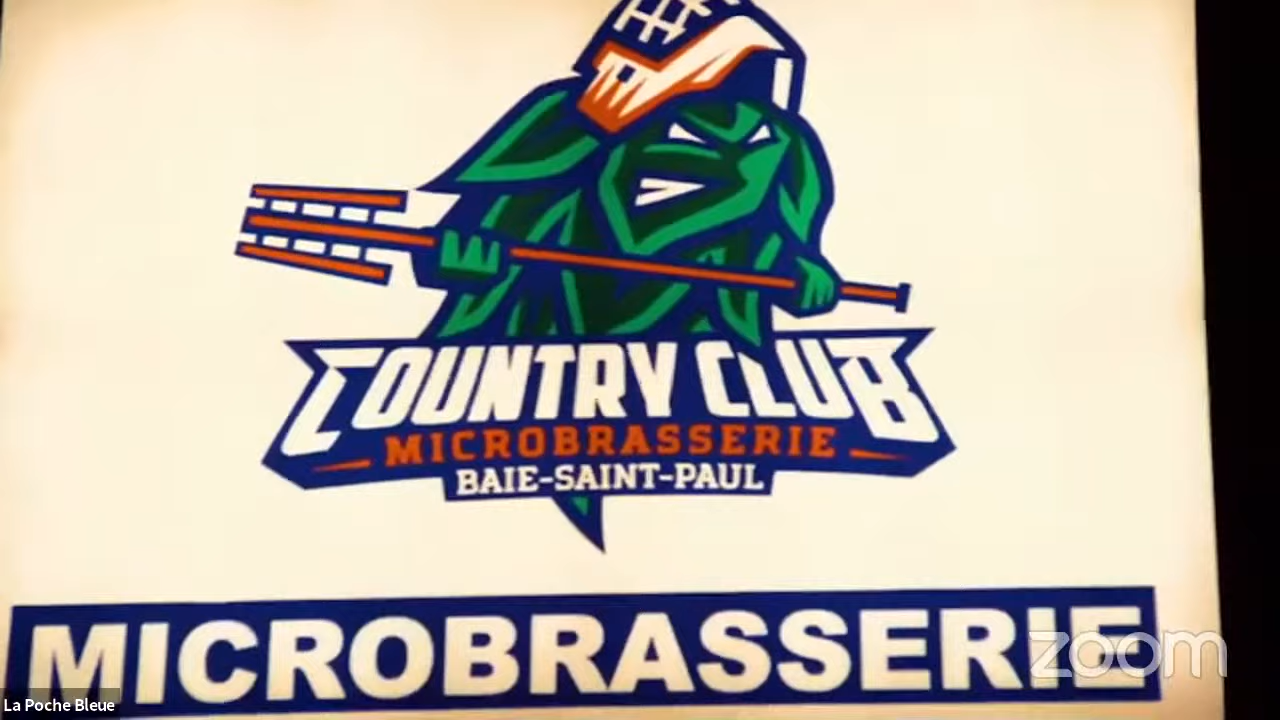 COUNTRY CLUB
MICROBRASSERIE
BAIE-SAINT-PAUL
MICROBRASSERIE
zoom
La Poche Bleue